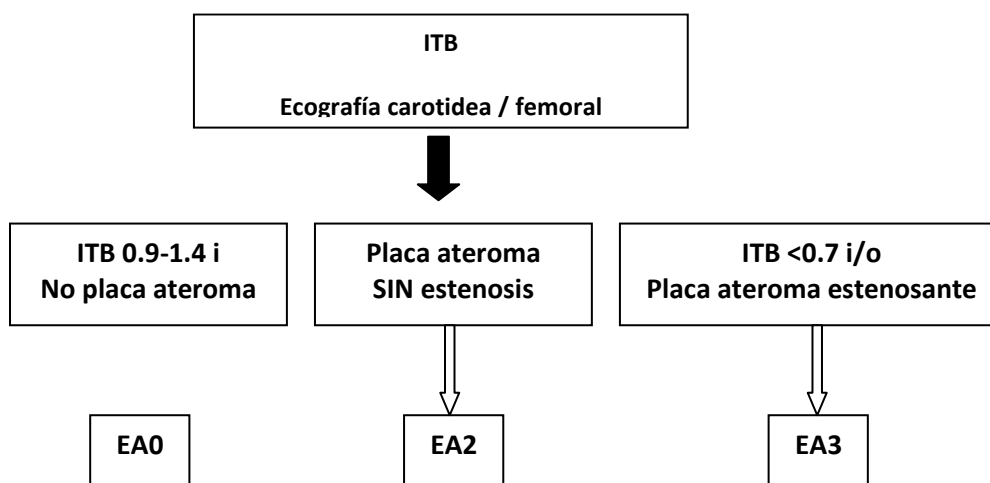 ITB
Ecografía carotidea / femoral
ITB 0.9-1.4 i
No placa ateroma
Placa ateroma
SIN estenosis
ITB <0.7 i/o
Placa ateroma estenosante
EA0
EA2
EA3